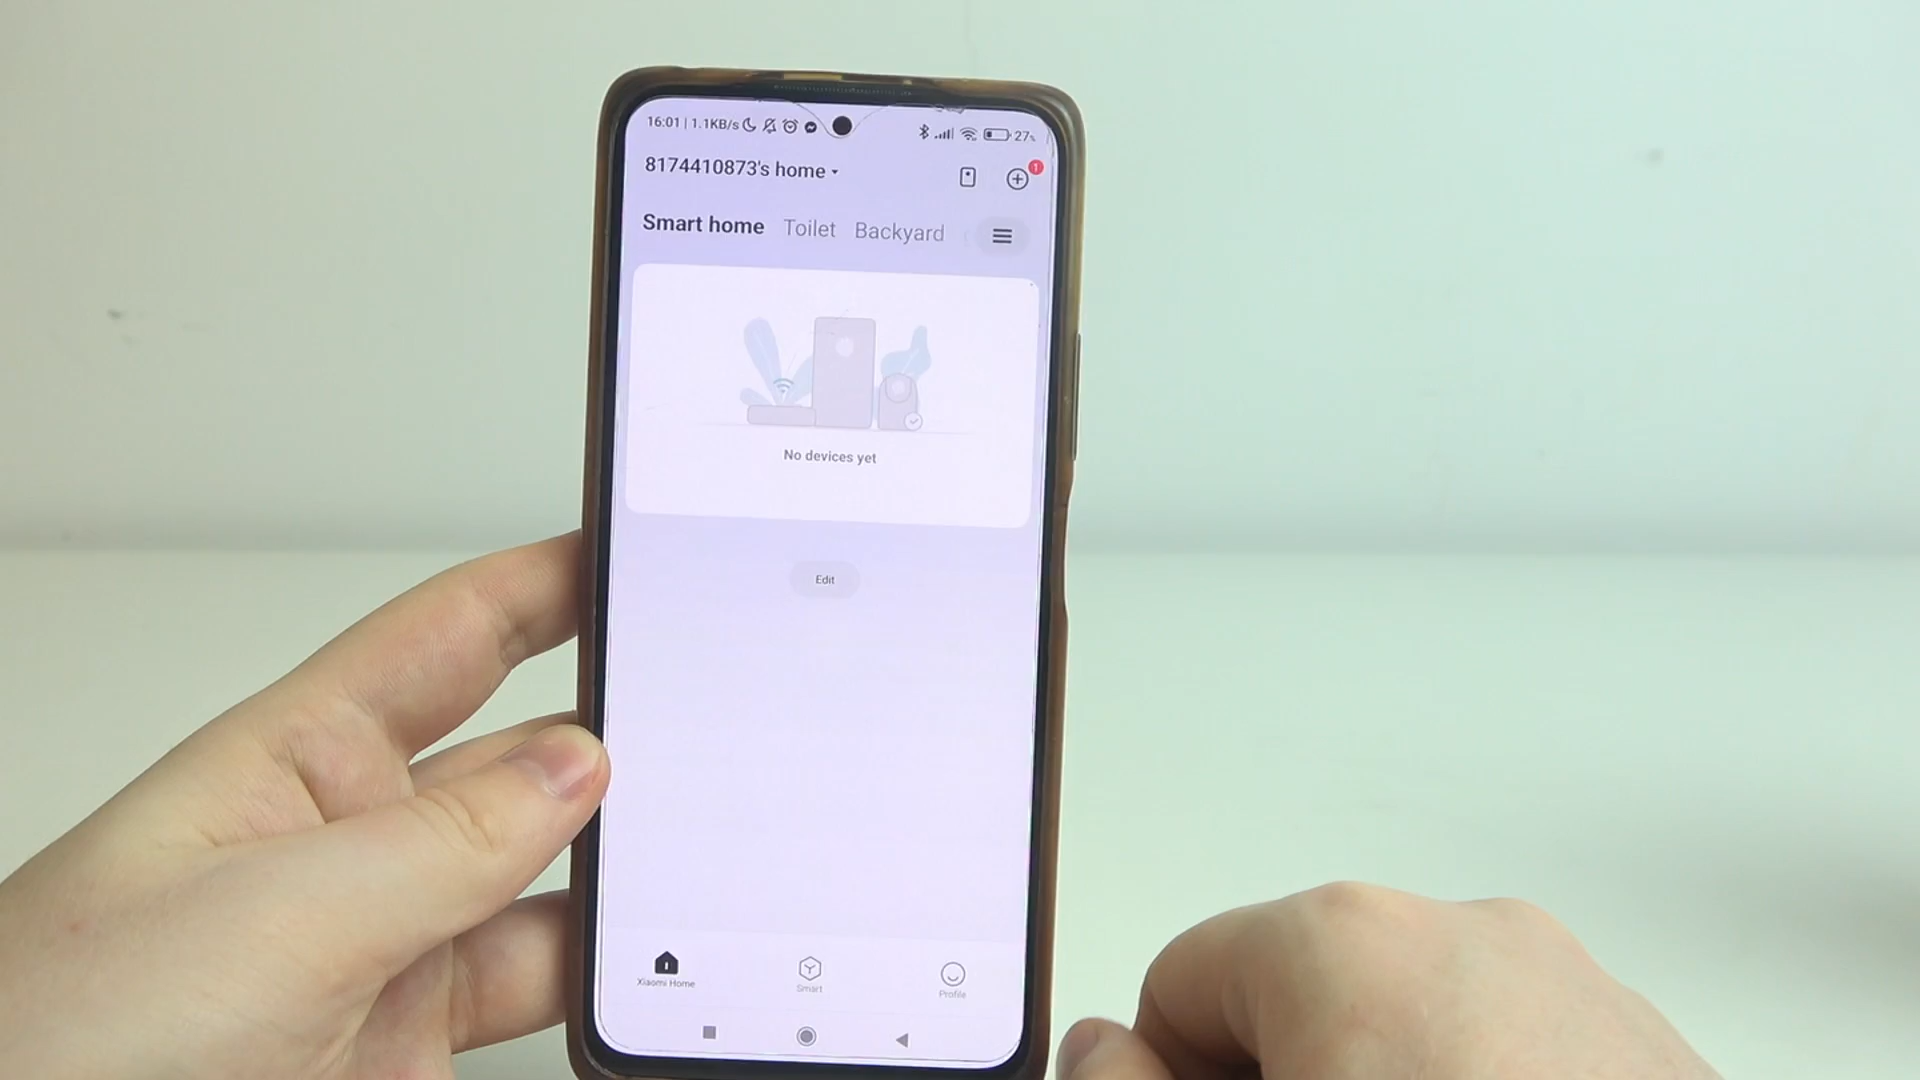 16:01 | 1.1KB/s 27%
8174410873's home
1
Smart home Toilet Backyard
No devices yet
Edit
Xiaomi Home Smart Profile